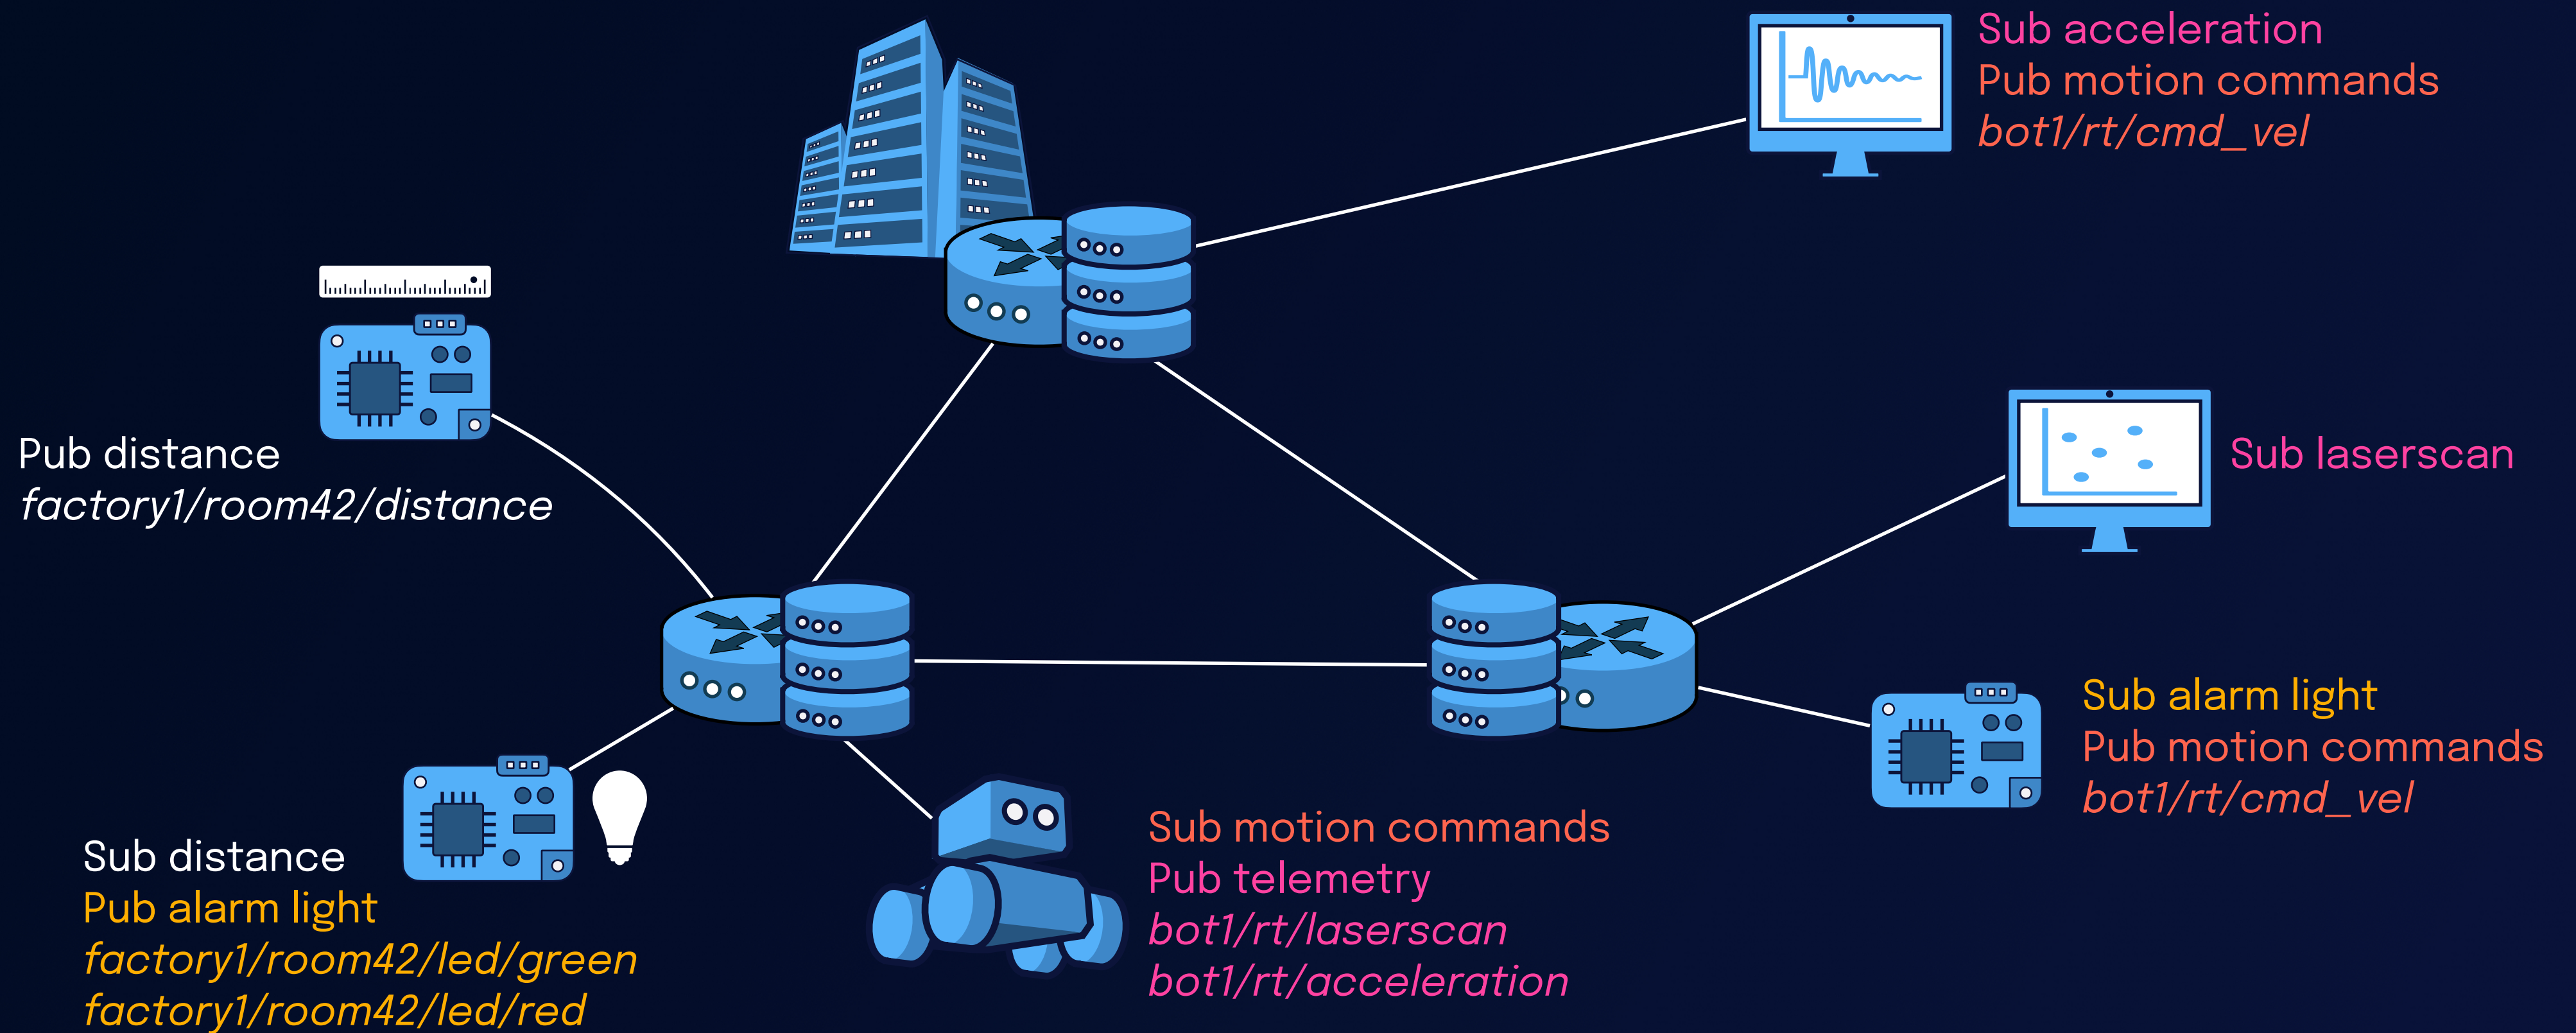 Sub acceleration
Pub motion commands
bot1/rt/cmd_vel
Pub distance
factory1/room42/distance
Sub laserscan
Sub alarm light
Pub motion commands
bot1/rt/cmd_vel
Sub distance
Pub alarm light
factory1/room42/led/green
factory1/room42/led/red
Sub motion commands
Pub telemetry
bot1/rt/laserscan
bot1/rt/acceleration